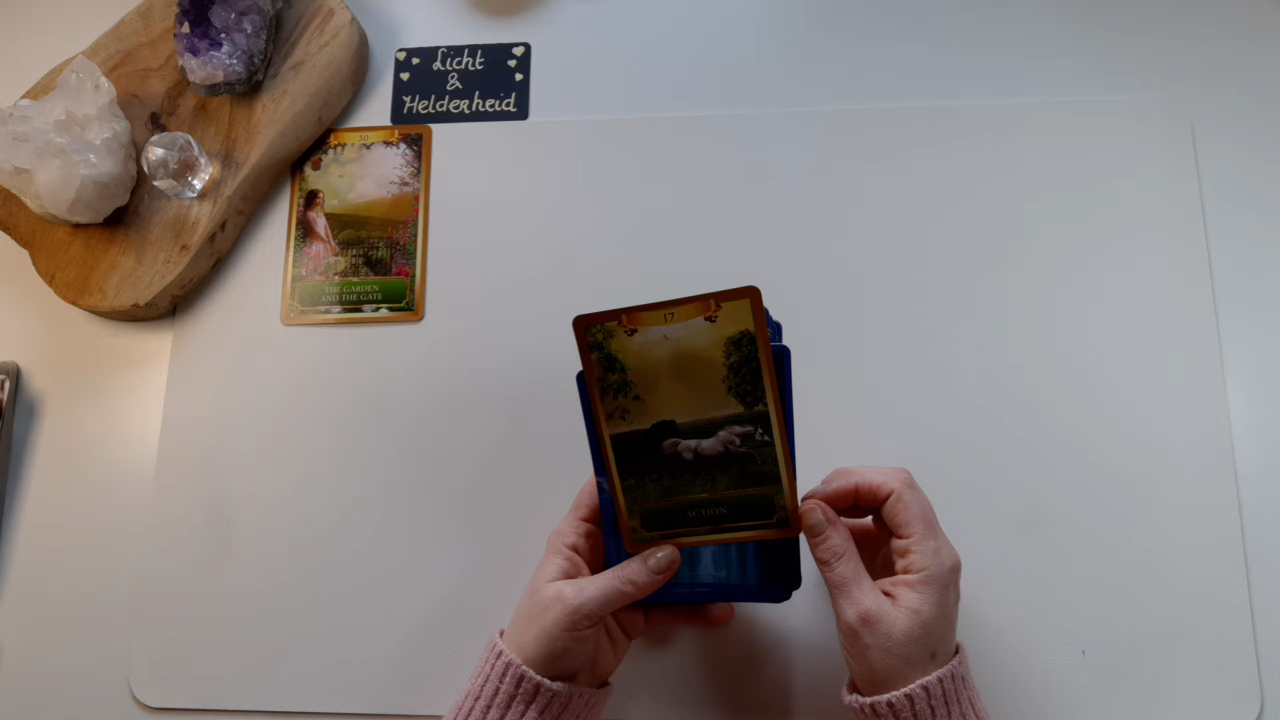 Licht
&
Helderheid
30
THE GARDEN
AND THE GATE
17
ACTION